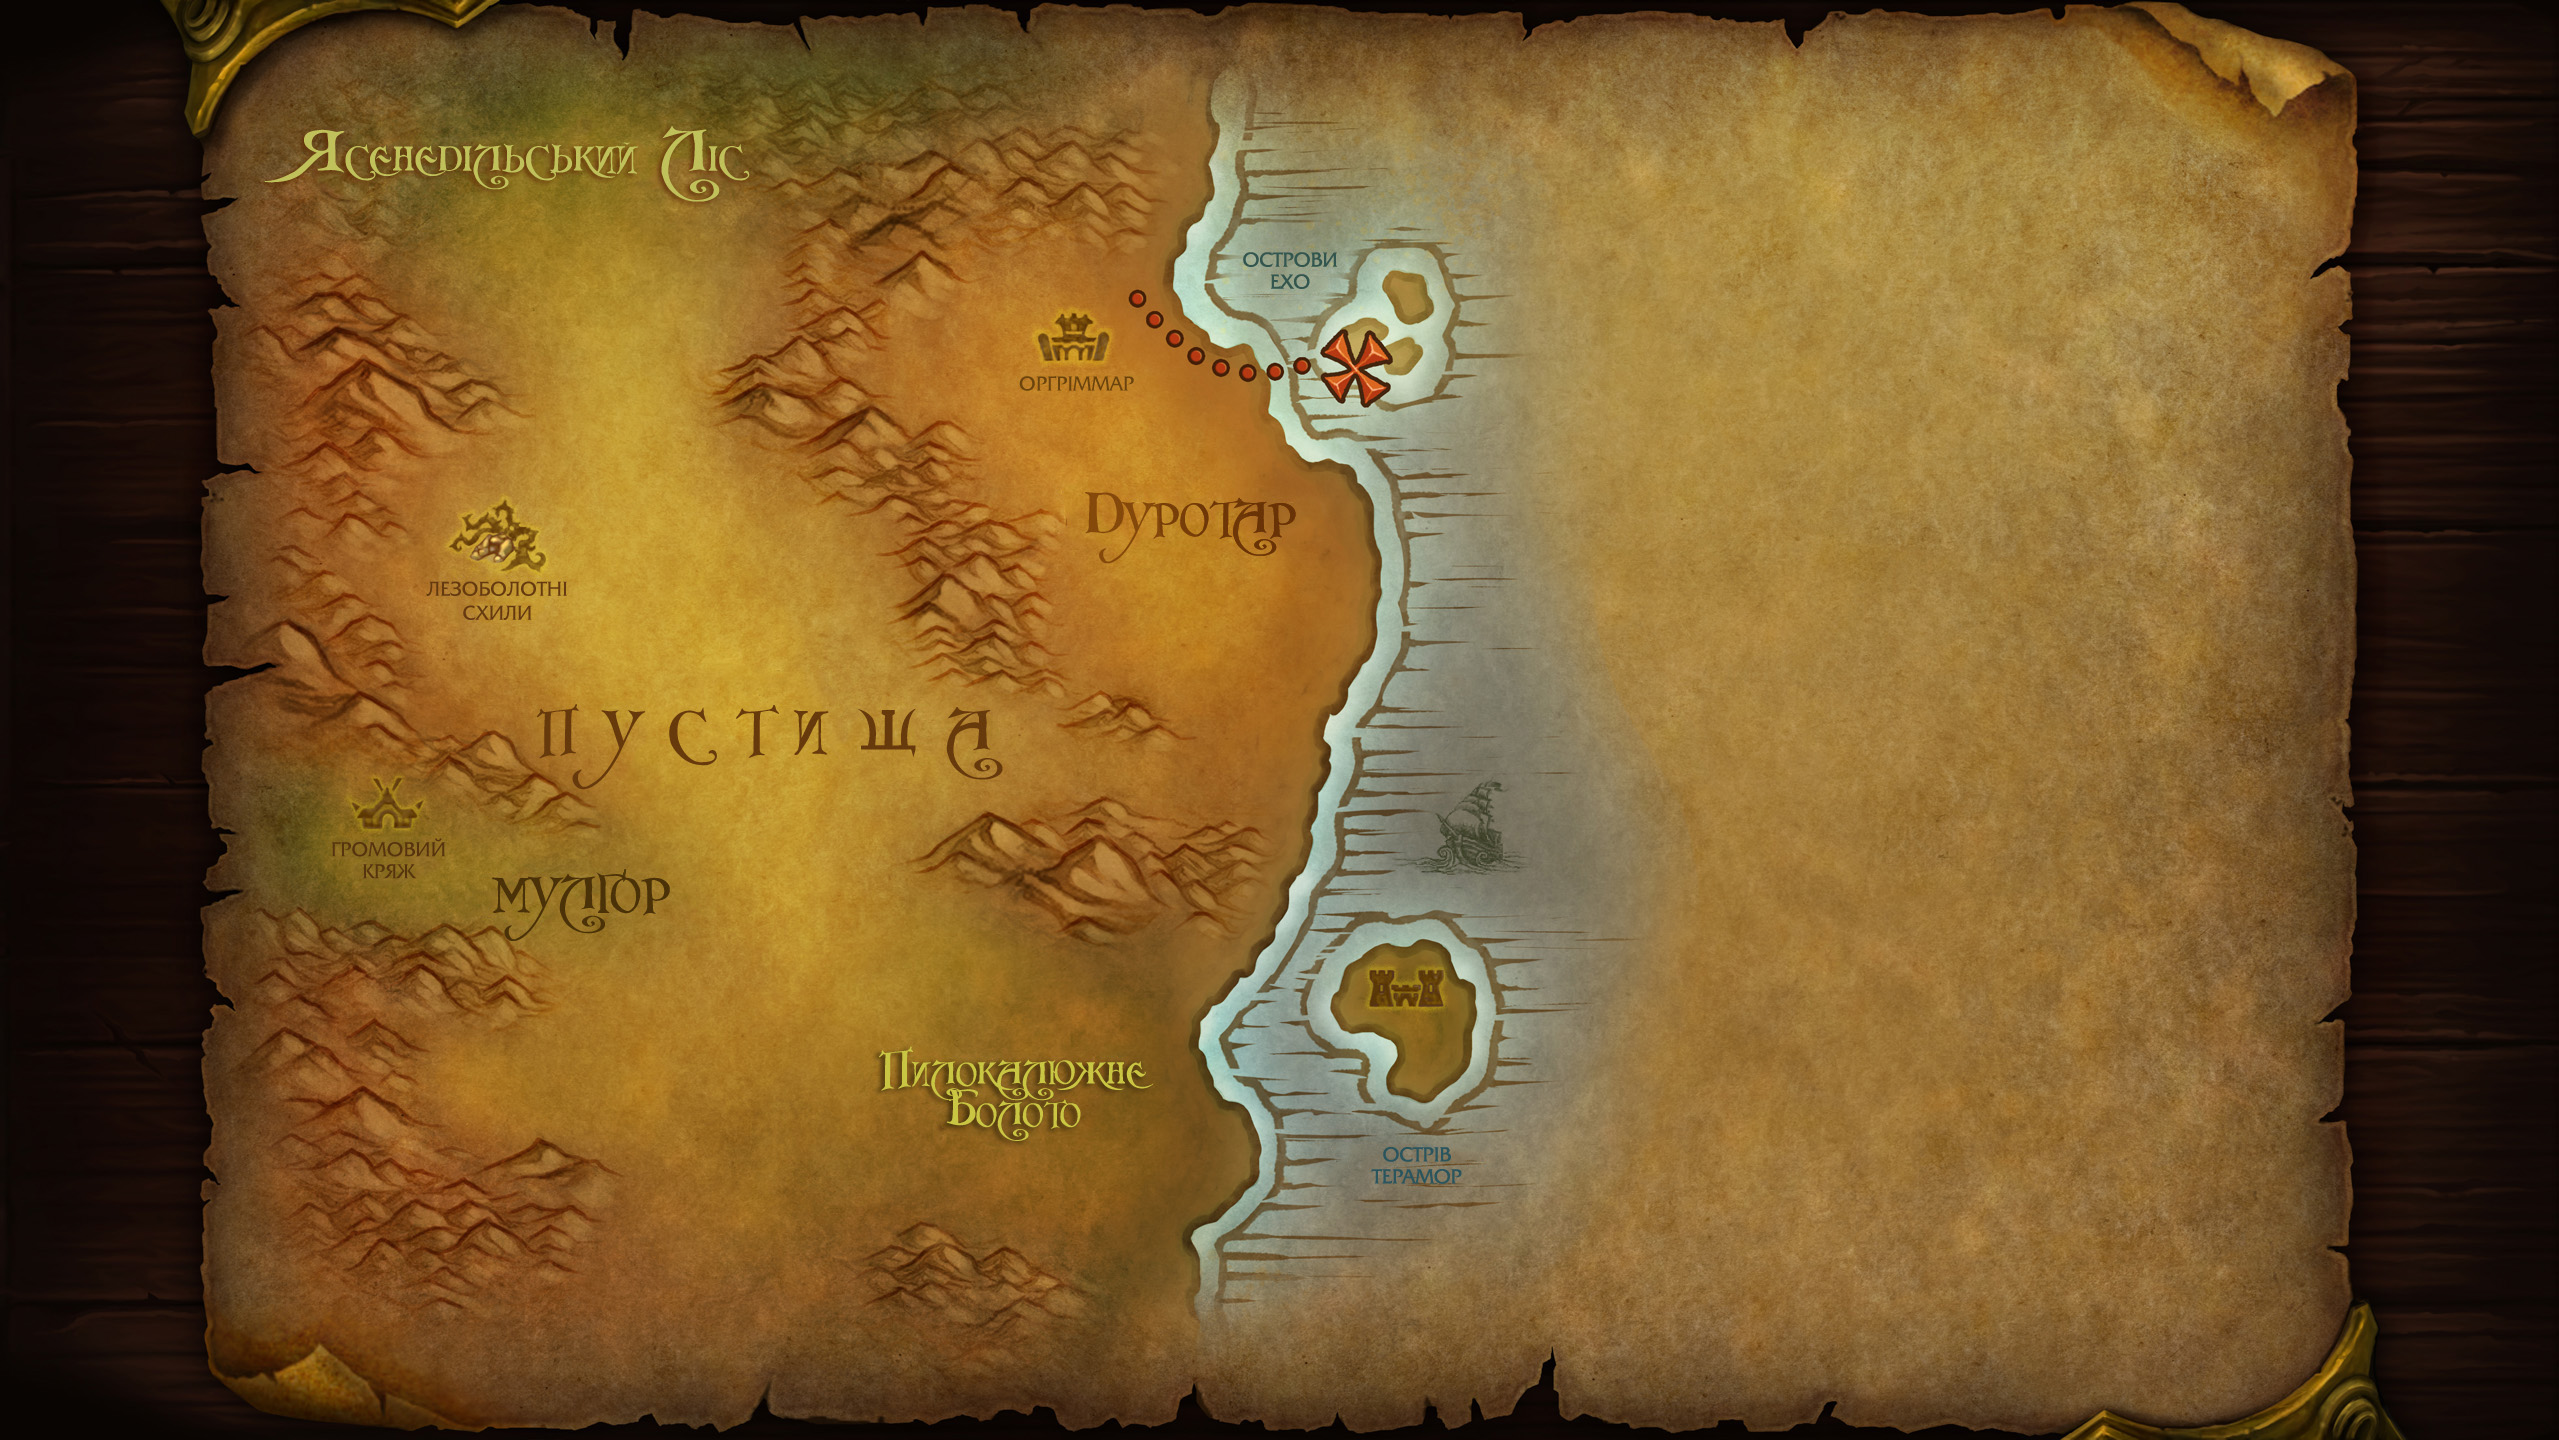 Ясенедільський Ліс
ОСТРОВИ
ЕХО
ОРГРІММАР
Дуротар
ЛЕЗОБОЛОТНІ
СХИЛИ
ПУСТИЩА
ГРОМОВИЙ
КРЯЖ
МУЛГОР
Пилокалюжне
Болото
ОСТРІВ
ТЕРАМОР